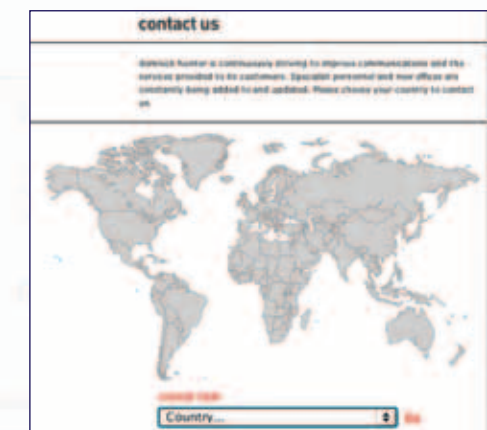 contact us
domnick hunter is continuously striving to improve communications and the
services provided to its customers. Specialist personnel and new offices are
constantly being added to and updated. Please choose your country to contact
us
Country...
Go